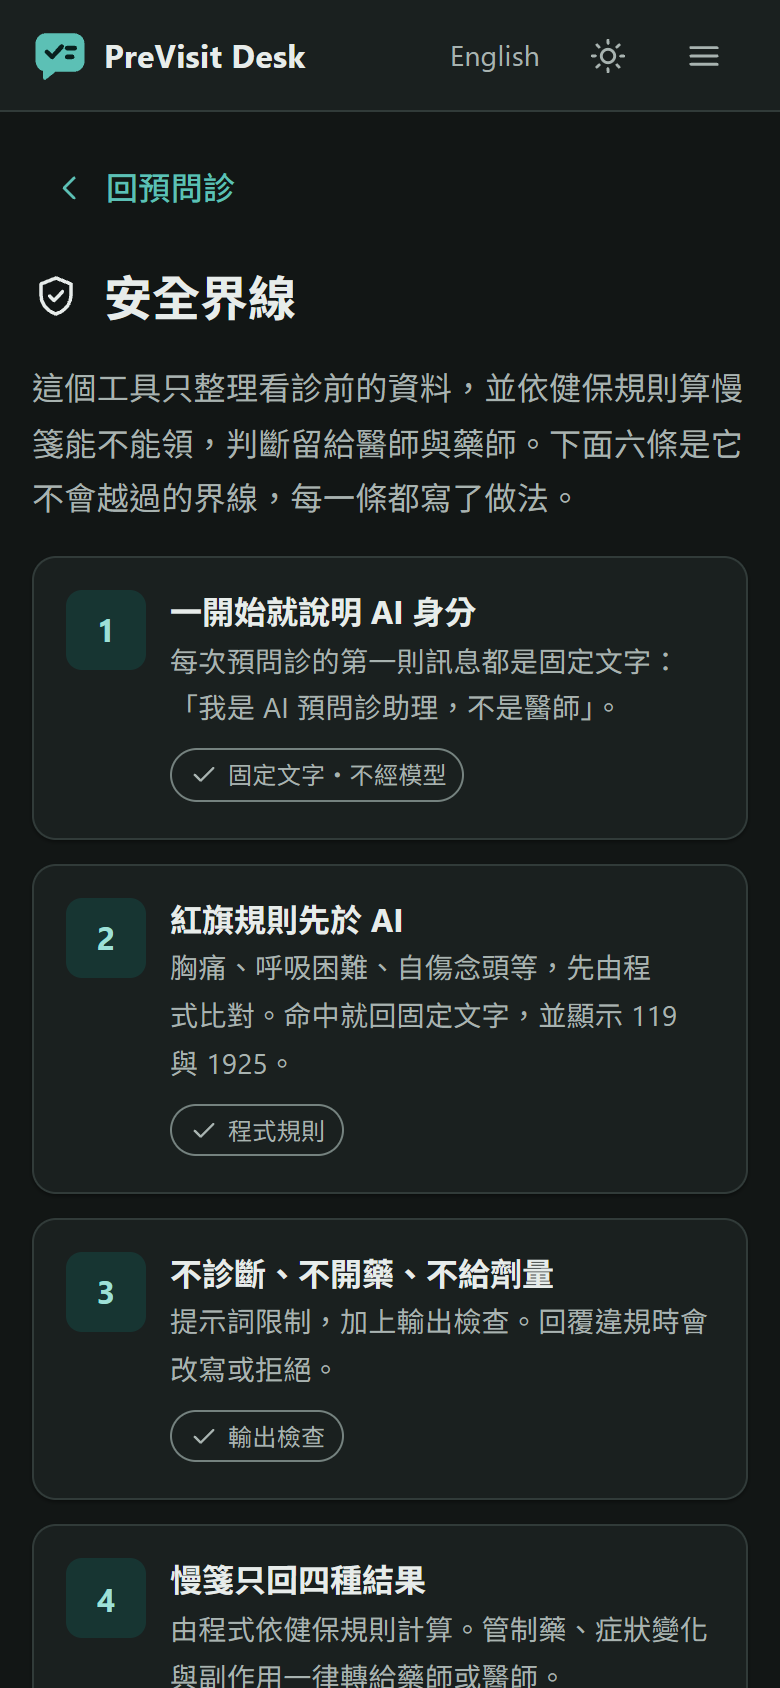 PreVisit Desk
English
回預問診
安全界線
這個工具只整理看診前的資料，並依健保規則算慢
箋能不能領，判斷留給醫師與藥師。下面六條是它
不會越過的界線，每一條都寫了做法。
1
一開始就說明 AI 身分
每次預問診的第一則訊息都是固定文字：
「我是 AI 預問診助理，不是醫師」。
固定文字・不經模型
2
紅旗規則先於 AI
胸痛、呼吸困難、自傷念頭等，先由程
式比對。命中就回固定文字，並顯示 119
與 1925。
程式規則
3
不診斷、不開藥、不給劑量
提示詞限制，加上輸出檢查。回覆違規時會
改寫或拒絕。
輸出檢查
4
慢箋只回四種結果
由程式依健保規則計算。管制藥、症狀變化
與副作用一律轉給藥師或醫師。